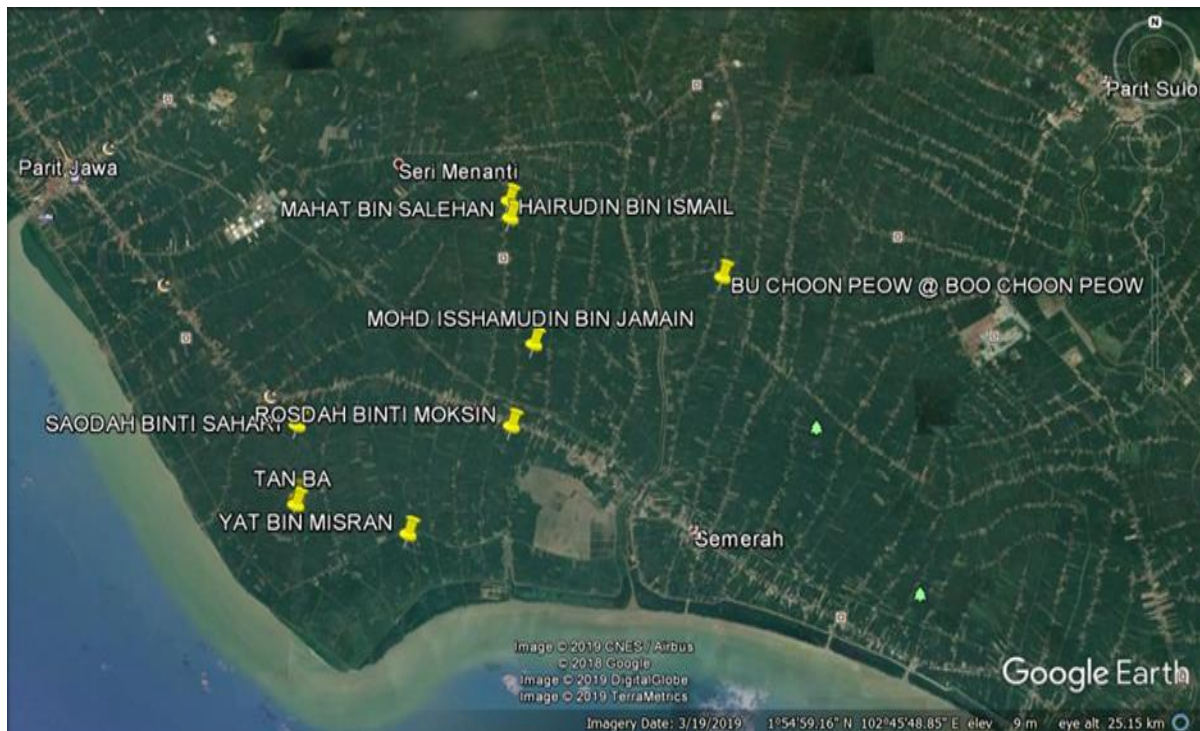 N
Parit Sulo
Parit Jawa
Seri Menanti
MAHAT BIN SALEHAN
HAIRUDIN BIN ISMAIL
BU CHOON PEOW @ BOO CHOON PEOW
MOHD ISSHAMUDIN BIN JAMAIN
SAODAH BINTI SAHARI
ROSDAH BINTI MOKSIN
TAN BA
YAT BIN MISRAN
Semerah
Image © 2019 CNES / Airbus
© 2018 Google
Image © 2019 DigitalGlobe
Image © 2019 TerraMetrics
Google Earth
Imagery Date: 3/19/2019 1°54'59.16" N 102°45'48.85" E elev 9 m eye alt 25.15 km